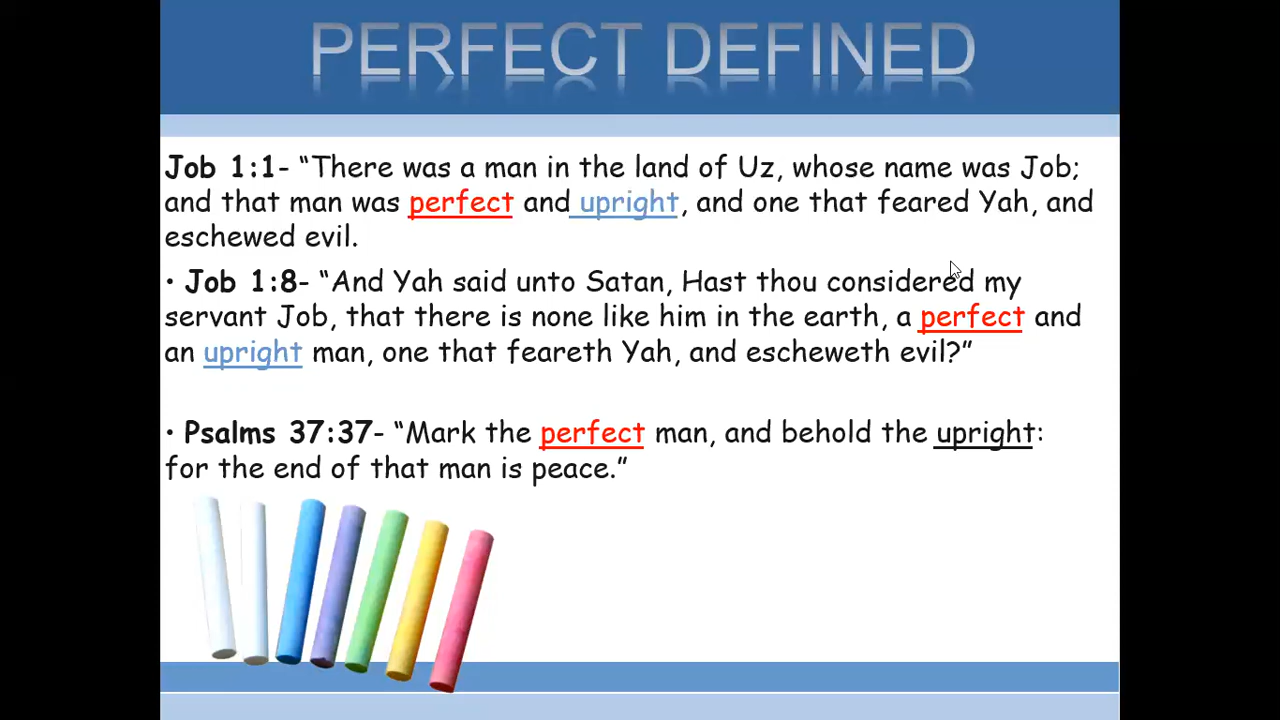 PERFECT DEFINED
Job 1:1- “There was a man in the land of Uz, whose name was Job;
and that man was perfect and upright, and one that feared Yah, and
eschewed evil.
• Job 1:8- “And Yah said unto Satan, Hast thou considered my
servant Job, that there is none like him in the earth, a perfect and
an upright man, one that feareth Yah, and escheweth evil?”
• Psalms 37:37- “Mark the perfect man, and behold the upright:
for the end of that man is peace.”